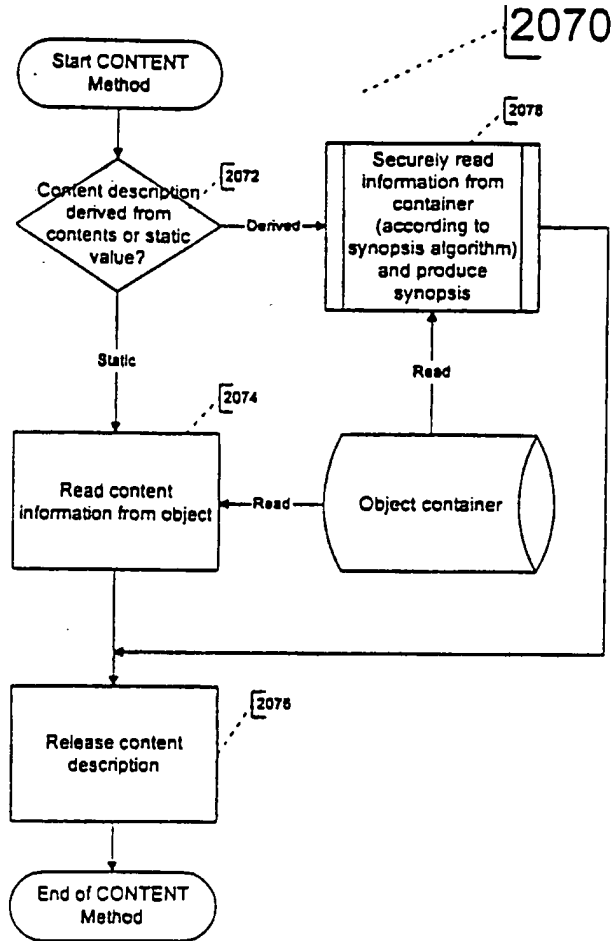 2070
Start CONTENT
Method
2078
2072
Content description
derived from
contents or static
value?
Derived
Securely read
information from
container
(according to
synopsis algorithm)
and produce
synopsis
Static
Read
2074
Read content
information from object
Read
Object container
2076
Release content
description
End of CONTENT
Method